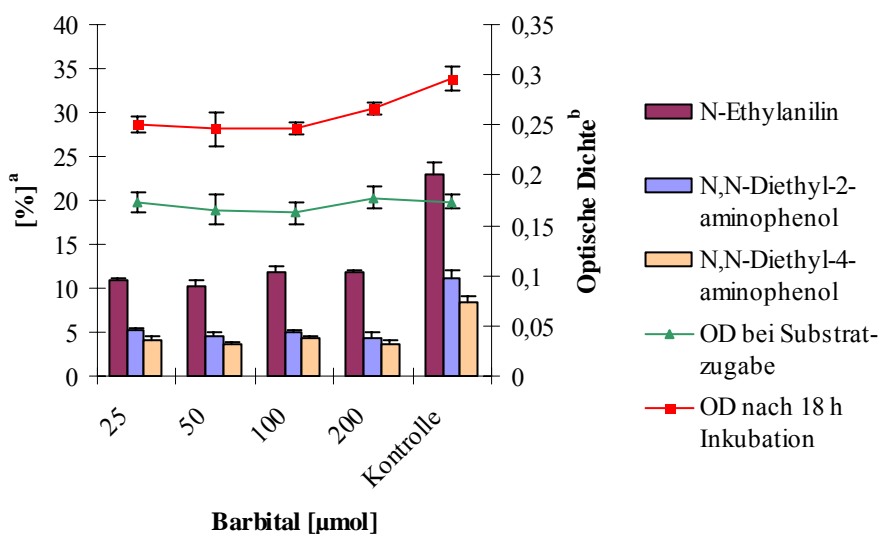 40
35
30
25
20
15
10
5
0
[%]a
0,35
0,3
0,25
0,2
0,15
0,1
0,05
0
Optische Dichteb
25
50
100
200
Kontrolle
Barbital [µmol]
N-Ethylanilin
N,N-Diethyl-2-
aminophenol
N,N-Diethyl-4-
aminophenol
OD bei Substrat-
zugabe
OD nach 18 h
Inkubation